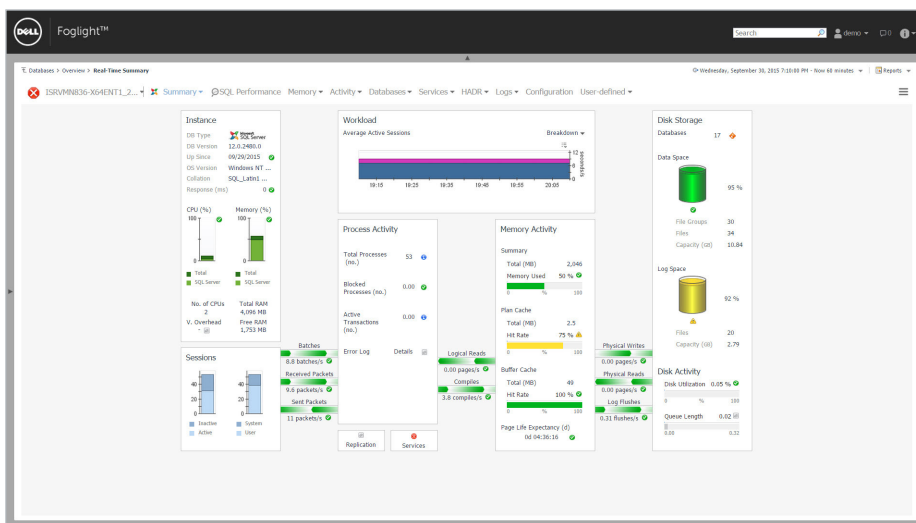 DELL
Foglight™
Search
demo
0
Databases > Overview > Real-Time Summary
Wednesday, September 30, 2015 7:10:00 PM - Now 60 minutes
Reports
ISRVMN836-X64ENT1_2...
Summary
SQL Performance
Memory
Activity
Databases
Services
HADR
Logs
Configuration
User-defined
Instance
DB Type
Microsoft SQL Server
DB Version 12.0.2480.0
Up Since 09/29/2015
OS Version Windows NT ...
Collation SQL_Latin1 ...
Response (ms) 0
CPU (%) Memory (%)
100 100
0 0
Total Total
SQL Server SQL Server
No. of CPUs Total RAM
2 4,096 MB
V. Overhead Free RAM
- 1,753 MB
Sessions
40 40
20 20
0 0
Inactive System
Active User
Batches
8.8 batches/s
Received Packets
9.6 packets/s
Sent Packets
11 packets/s
Workload
Average Active Sessions
Breakdown
12
6
0
seconds/s
19:15 19:25 19:35 19:45 19:55 20:05
Process Activity
Total Processes (no.) 53
Blocked
Processes (no.) 0.00
Active
Transactions
(no.) 0.00
Error Log Details
Replication
Services
Logical Reads
0.00 pages/s
Compiles
3.8 compiles/s
Memory Activity
Summary
Total (MB) 2,046
Memory Used 50 %
0 % 100
Plan Cache
Total (MB) 2.5
Hit Rate 75 %
0 % 100
Buffer Cache
Total (MB) 49
Hit Rate 100 %
0 % 100
Page Life Expectancy (d)
0d 04:36:16
Physical Writes
0.00 pages/s
Physical Reads
0.00 pages/s
Log Flushes
0.31 flushes/s
Disk Storage
Databases 17
Data Space
95 %
File Groups 30
Files 34
Capacity (GB) 10.84
Log Space
92 %
Files 20
Capacity (GB) 2.79
Disk Activity
Disk Utilization 0.05 %
0 % 100
Queue Length 0.02
0.00 0.32